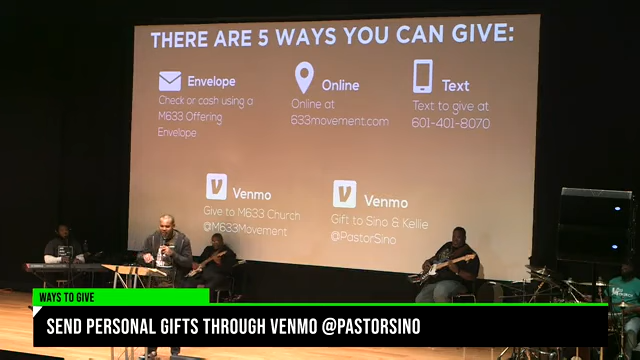 THERE ARE 5 WAYS YOU CAN GIVE:
Envelope
Check or cash using a
M633 Offering
Envelope
Online
Online at
633movement.com
Text
Text to give at
601-401-8070
Venmo
Give to M633 Church
@M633Movement
Venmo
Gift to Sino & Kellie
@PastorSino
WAYS TO GIVE
SEND PERSONAL GIFTS THROUGH VENMO @PASTORSINO